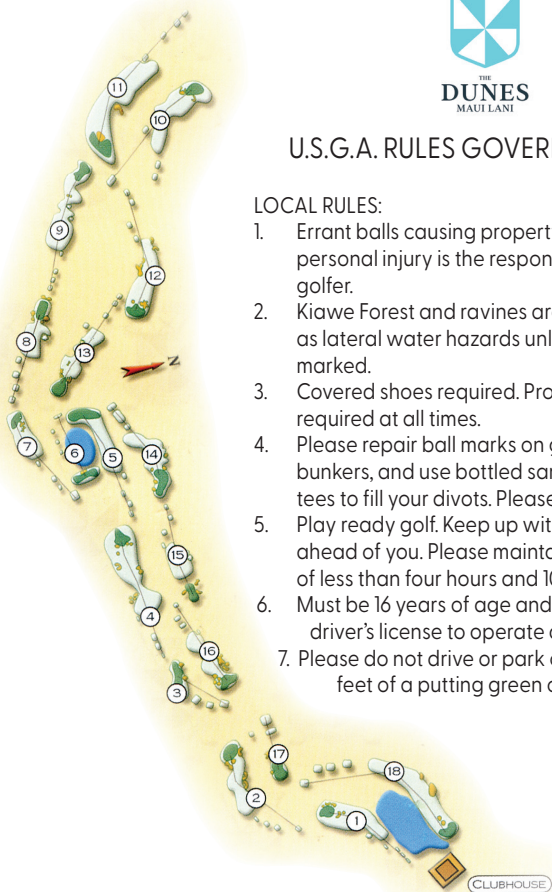 THE
DUNES
MAUI LANI
U.S.G.A. RULES GOVER
LOCAL RULES:
1. Errant balls causing propert
personal injury is the respon
golfer.
2. Kiawe Forest and ravines ar
as lateral water hazards unl
marked.
3. Covered shoes required. Pro
required at all times.
4. Please repair ball marks on g
bunkers, and use bottled sar
tees to fill your divots. Please
5. Play ready golf. Keep up wit
ahead of you. Please mainta
of less than four hours and 10
6. Must be 16 years of age and
driver's license to operate a
7. Please do not drive or park
feet of a putting green
11
10
9
12
8
13
N
7
6
5
14
15
4
16
3
17
2
18
1
CLUBHOUSE